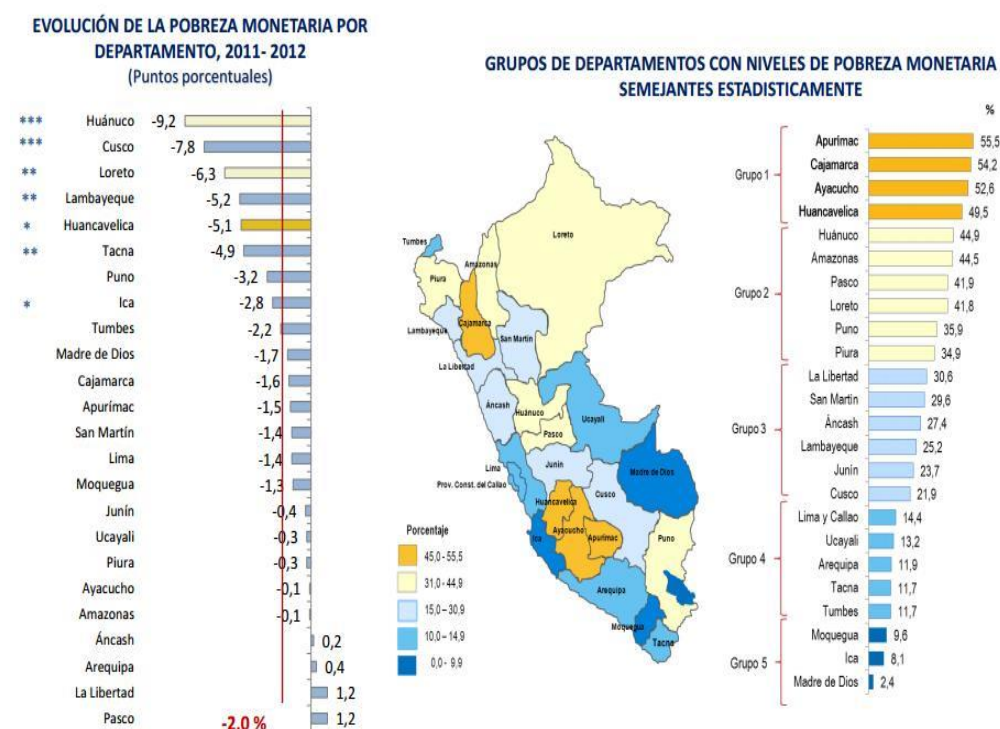 EVOLUCIÓN DE LA POBREZA MONETARIA POR
DEPARTAMENTO, 2011- 2012
(Puntos porcentuales)
*** Huánuco -9,2
*** Cusco -7,8
** Loreto -6,3
** Lambayeque -5,2
* Huancavelica -5,1
** Tacna -4,9
Puno -3,2
* Ica -2,8
Tumbes -2,2
Madre de Dios -1,7
Cajamarca -1,6
Apurímac -1,5
San Martín -1,4
Lima -1,4
Moquegua -1,3
Junín -0,4
Ucayali -0,3
Piura -0,3
Ayacucho -0,1
Amazonas -0,1
Áncash 0,2
Arequipa 0,4
La Libertad 1,2
Pasco 1,2
-2.0 %
GRUPOS DE DEPARTAMENTOS CON NIVELES DE POBREZA MONETARIA
SEMEJANTES ESTADISTICAMENTE
Tumbes
Loreto
Amazonas
Piura
Cajamarca
Lambayeque
San Martín
La Libertad
Áncash
Huánuco
Ucayali
Pasco
Lima
Junín
Madre de Dios
Prov. Const. del Callao
Cusco
Huancavelica
Ayacucho
Apurímac
Ica
Puno
Arequipa
Moquegua
Tacna
Porcentaje
45,0 - 55,5
31,0 - 44,9
15,0 – 30,9
10,0 - 14,9
0,0 - 9,9
%
Grupo 1
Apurímac 55,5
Cajamarca 54,2
Ayacucho 52,6
Huancavelica 49,5
Grupo 2
Huánuco 44,9
Amazonas 44,5
Pasco 41,9
Loreto 41,8
Puno 35,9
Piura 34,9
Grupo 3
La Libertad 30,6
San Martin 29,6
Áncash 27,4
Lambayeque 25,2
Junín 23,7
Cusco 21,9
Grupo 4
Lima y Callao 14,4
Ucayali 13,2
Arequipa 11,9
Tacna 11,7
Tumbes 11,7
Grupo 5
Moquegua 9,6
Ica 8,1
Madre de Dios 2,4